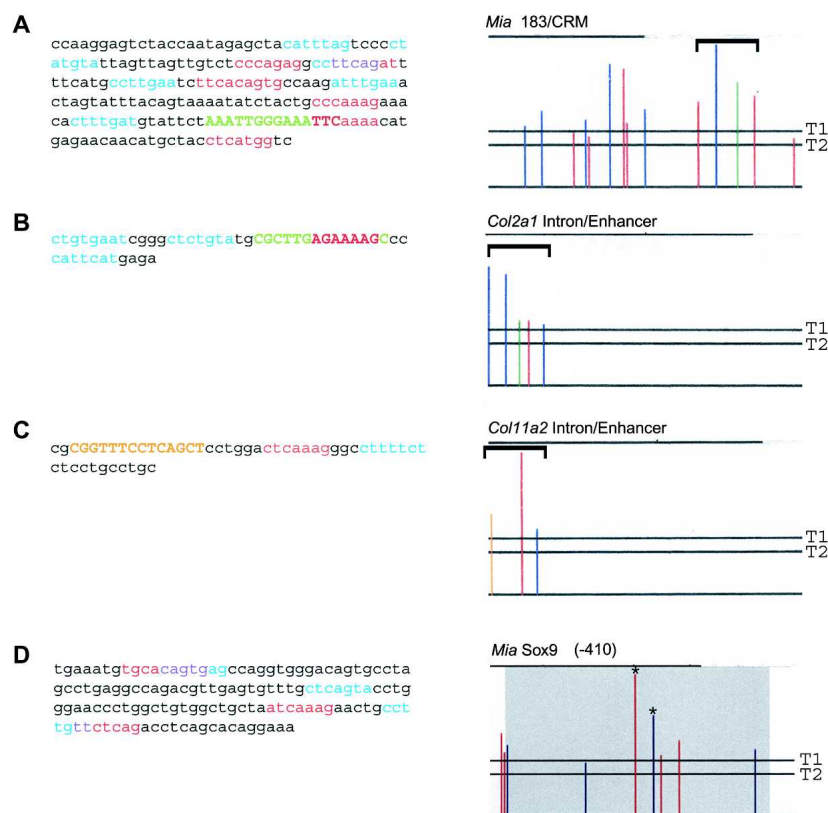 A
ccaaggagtctaccaatagagctacatttagtcccct
atgtattagttagttgtctcccagaggccttcagatt
ttcatgccttgaatcttcacagtgccaagatttgaaa
ctagtatttacagtaaaatatctactgcccaaagaaa
cactttgatgtattctAAATTGGGAAATTCaaaacat
gagaacaacatgctacctcatggtc
Mia 183/CRM
T1
T2
B
ctgtgaatcgggctctgtatgCGCTTGAGAAAAGCcc
cattcatgaga
Col2a1 Intron/Enhancer
T1
T2
C
cgCGGTTTCCTCAGCTcctggactcaaagggccttttct
ctcctgcctgc
Col11a2 Intron/Enhancer
T1
T2
D
tgaaatgtgcacagtgagccaggtgggacagtgccta
gcctgaggccagacgttgagtgtttgctcagtacctg
ggaaccctggctgtggctgctaatcaaagaactgcct
tgttctcagacctcagcacaggaaa
Mia Sox9 (-410)
*
*
T1
T2